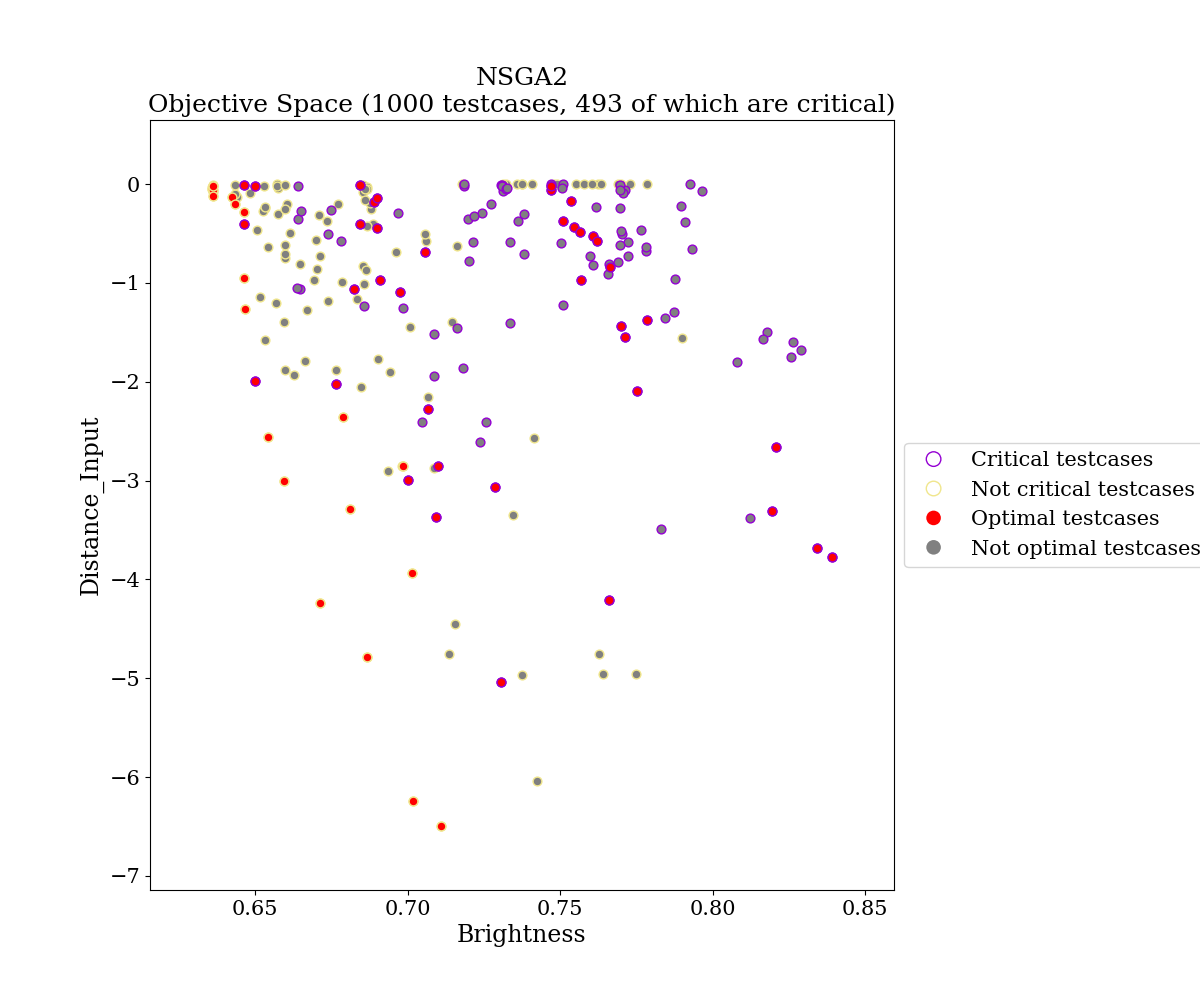 NSGA2
Objective Space (1000 testcases, 493 of which are critical)
0
−1
−2
−3
−4
−5
−6
−7
Distance_Input
0.65
0.70
0.75
0.80
0.85
Brightness
Critical testcases
Not critical testcases
Optimal testcases
Not optimal testcases